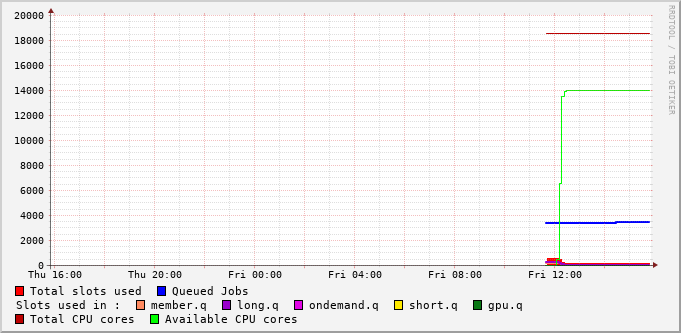 20000
18000
16000
14000
12000
10000
8000
6000
4000
2000
0
Thu 16:00 Thu 20:00 Fri 00:00 Fri 04:00 Fri 08:00 Fri 12:00
Total slots used Queued Jobs
Slots used in : member.q long.q ondemand.q short.q gpu.q
Total CPU cores Available CPU cores
RRDTOOL / TOBI OETIKER